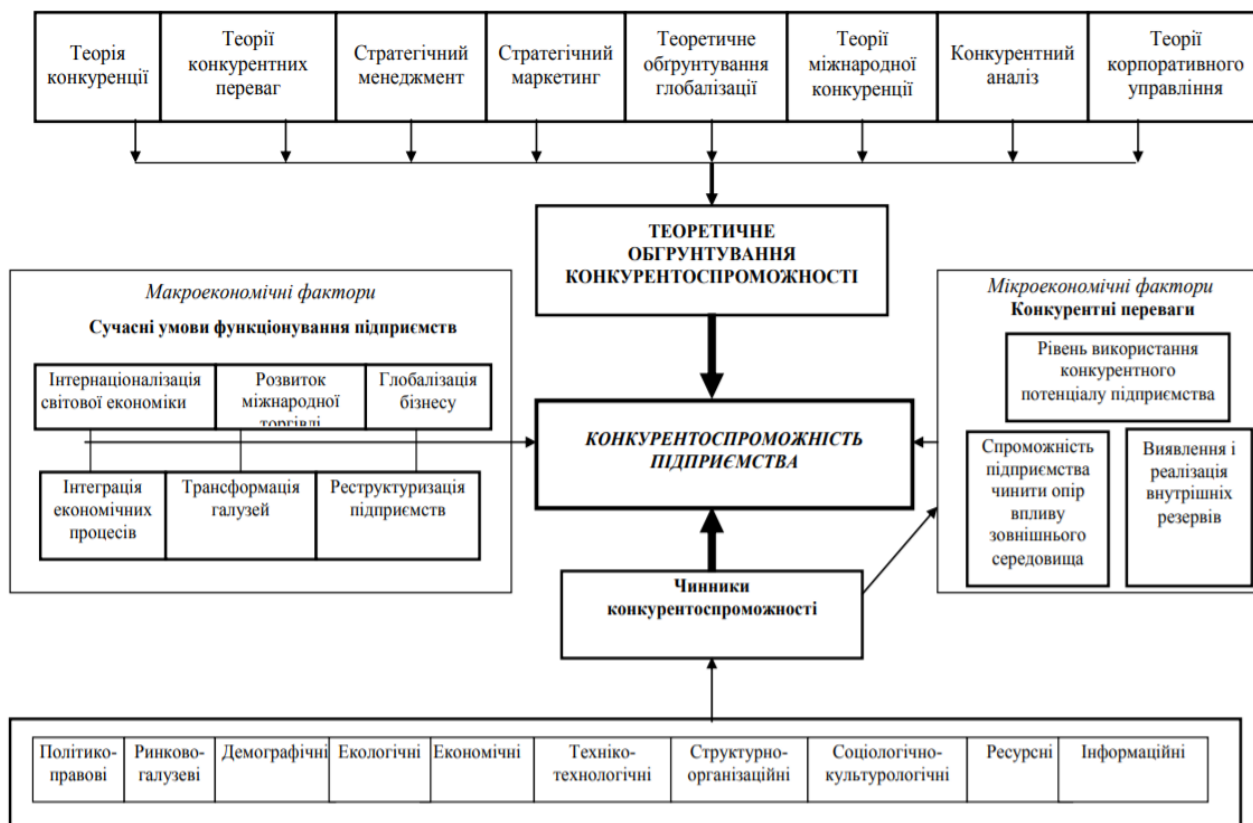 Теорія
конкуренції
Теорії
конкурентних
переваг
Стратегічний
менеджмент
Стратегічний
маркетинг
Теоретичне
обґрунтування
глобалізації
Теорії
міжнародної
конкуренції
Конкурентний
аналіз
Теорії
корпоративного
управління
ТЕОРЕТИЧНЕ
ОБГРУНТУВАННЯ
КОНКУРЕНТОСПРОМОЖНОСТІ
Макроекономічні фактори
Сучасні умови функціонування підприємств
Інтернаціоналізація
світової економіки
Розвиток
міжнародної
торгівлі
Глобалізація
бізнесу
Інтеграція
економічних
процесів
Трансформація
галузей
Реструктуризація
підприємств
КОНКУРЕНТОСПРОМОЖНІСТЬ
ПІДПРИЄМСТВА
Мікроекономічні фактори
Конкурентні переваги
Рівень використання
конкурентного
потенціалу підприємства
Спроможність
підприємства
чинити опір
впливу
зовнішнього
середовища
Виявлення і
реалізація
внутрішніх
резервів
Чинники
конкурентоспроможності
Політико-
правові
Ринково-
галузеві
Демографічні
Екологічні
Економічні
Техніко-
технологічні
Структурно-
організаційні
Соціологічно-
культурологічні
Ресурсні
Інформаційні